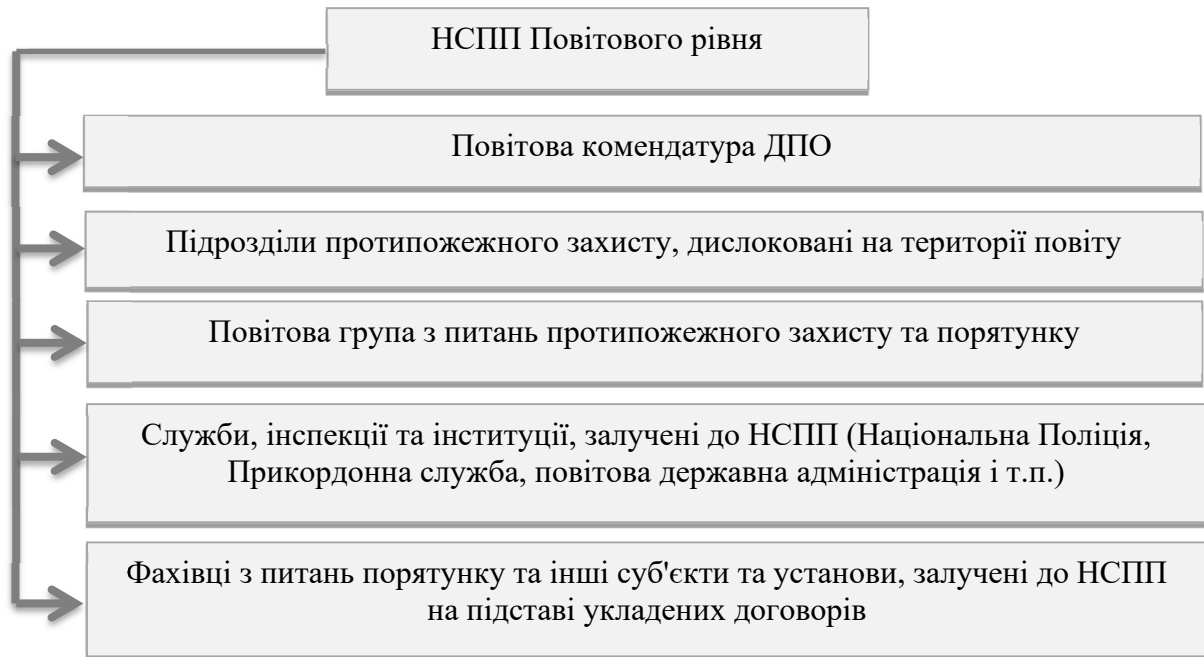 НСПП Повітового рівня
Повітова комендатура ДПО
Підрозділи протипожежного захисту, дислоковані на території повіту
Повітова група з питань протипожежного захисту та порятунку
Служби, інспекції та інституції, залучені до НСПП (Національна Поліція,
Прикордонна служба, повітова державна адміністрація і т.п.)
Фахівці з питань порятунку та інші суб'єкти та установи, залучені до НСПП
на підставі укладених договорів